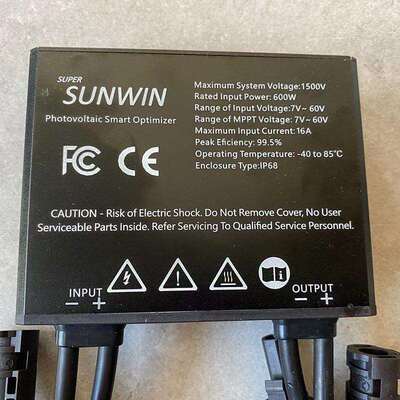 SUPER
SUNWIN
Photovoltaic Smart Optimizer
FC CE
Maximum System Voltage:1500V
Rated Input Power: 600W
Range of Input Voltage:7V~ 60V
Range of MPPT Voltage:7V~ 60V
Maximum Input Current:16A
Peak Efficiency: 99.5%
Operating Temperature: -40 to 85℃
Enclosure Type:IP68
CAUTION - Risk of Electric Shock. Do Not Remove Cover, No User
Serviceable Parts Inside. Refer Servicing To Qualified Service Personnel.
INPUT
- +
OUTPUT
- +